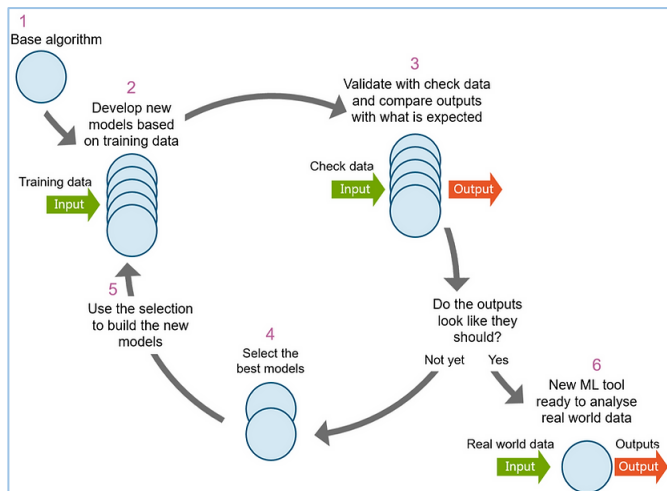 1
Base algorithm
2
Develop new
models based
on training data
Training data
Input
3
Validate with check data
and compare outputs
with what is expected
Check data
Input
Output
Do the outputs
look like they
should?
Not yet
Yes
4
Select the
best models
5
Use the selection
to build the new
models
6
New ML tool
ready to analyse
real world data
Real world data
Input
Outputs
Output